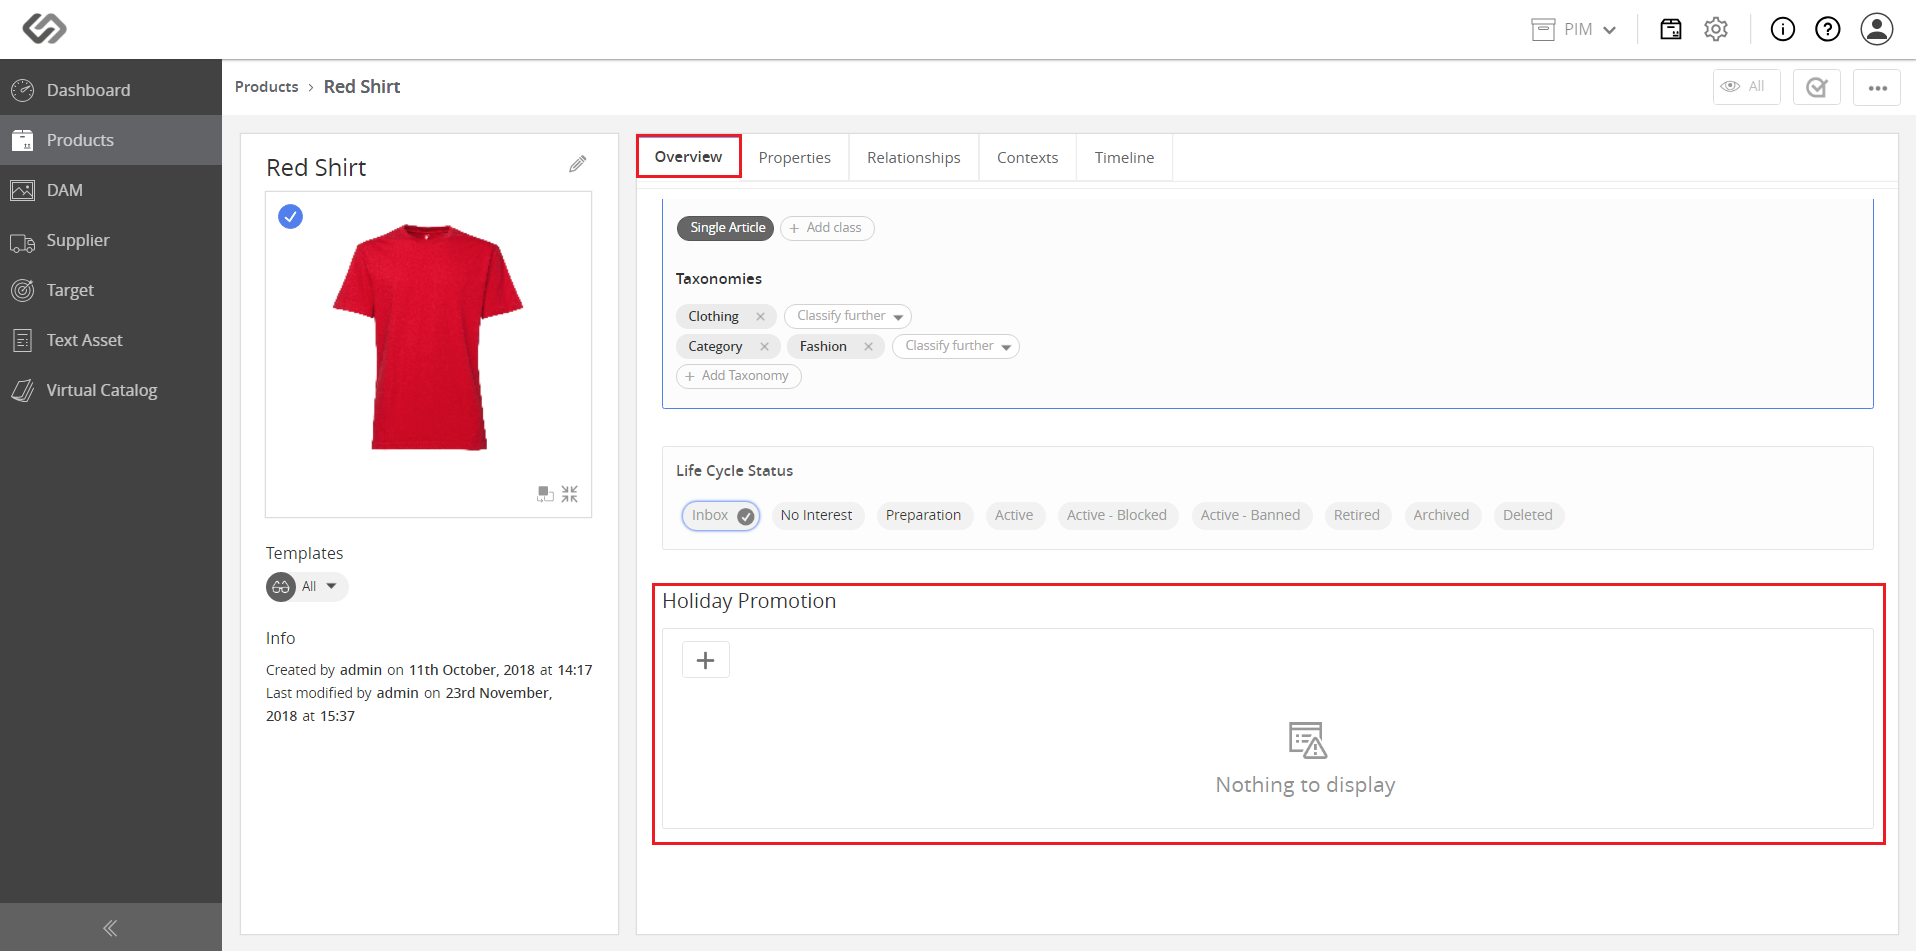 PIM
Dashboard
Products
DAM
Supplier
Target
Text Asset
Virtual Catalog
Products › Red Shirt
All
Red Shirt
Templates
All
Info
Created by admin on 11th October, 2018 at 14:17
Last modified by admin on 23rd November,
2018 at 15:37
Overview Properties Relationships Contexts Timeline
Single Article + Add class
Taxonomies
Clothing × Classify further
Category × Fashion × Classify further
+ Add Taxonomy
Life Cycle Status
Inbox No Interest Preparation Active Active - Blocked Active - Banned Retired Archived Deleted
Holiday Promotion
+
Nothing to display